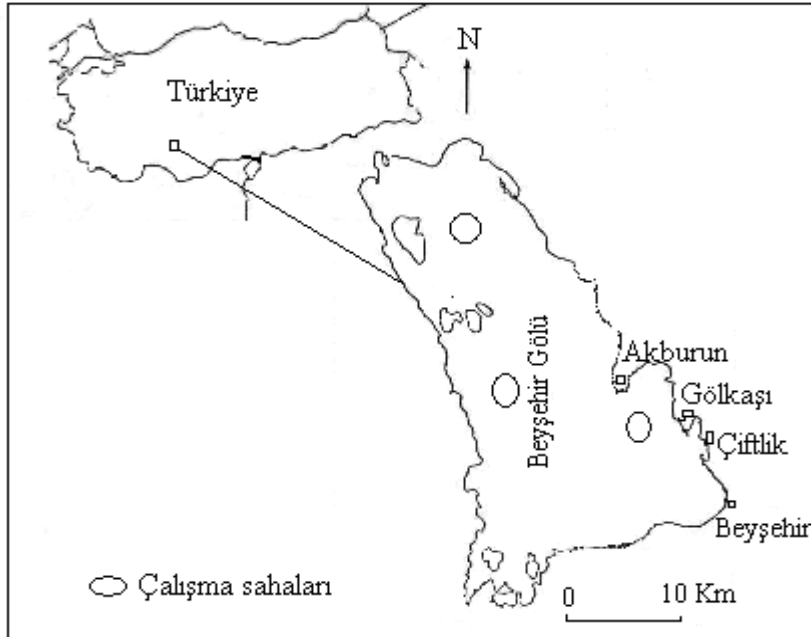 N
Türkiye
Beyşehir Gölü
Akburun
Gölkaşı
Çiftlik
Beyşehir
Çalışma sahaları
0 10 Km